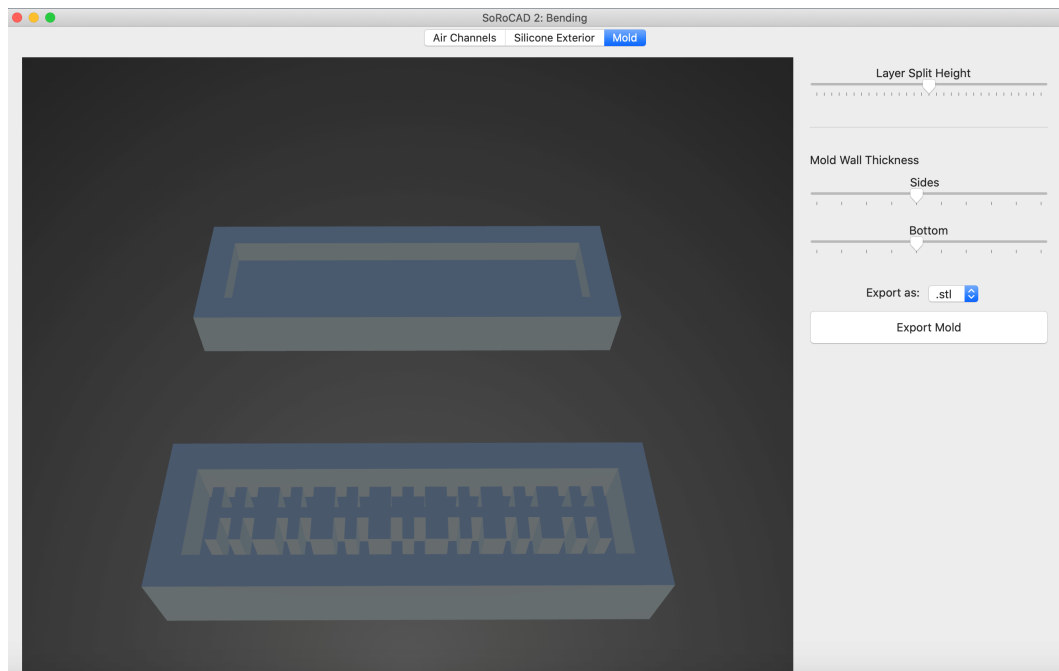 SoRoCAD 2: Bending
Air Channels Silicone Exterior Mold
Layer Split Height
Mold Wall Thickness
Sides
Bottom
Export as: .stl
Export Mold